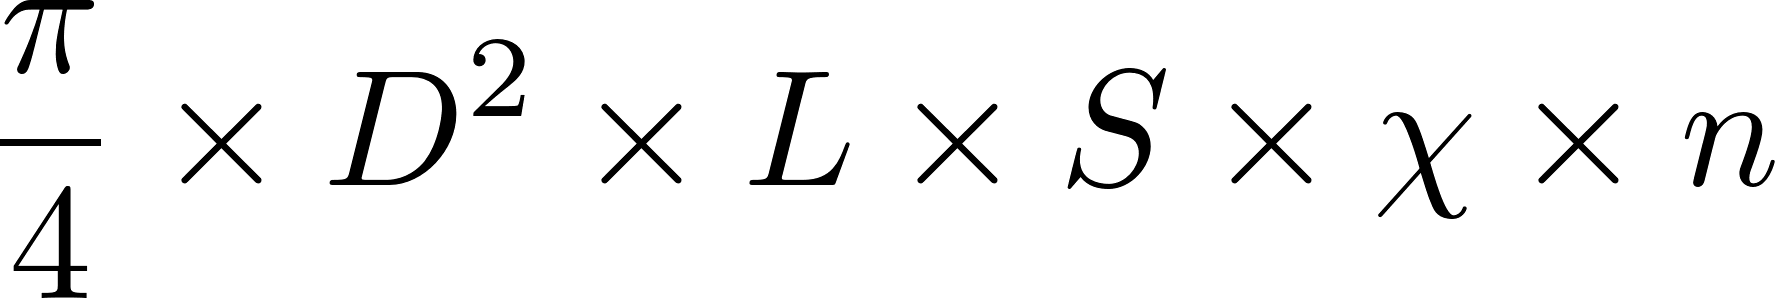 π/4 × D² × L × S × χ × n